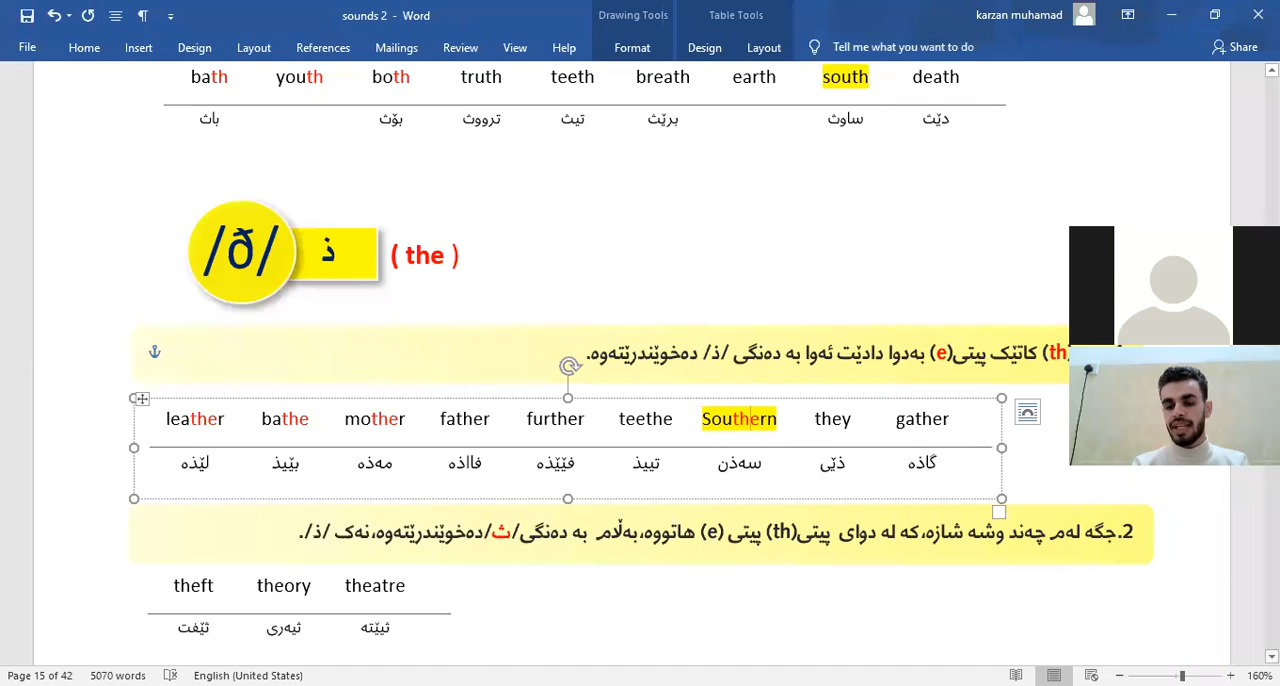 sounds 2 - Word
Drawing Tools
Table Tools
karzan muhamad
File Home Insert Design Layout References Mailings Review View Help Format Design Layout Tell me what you want to do Share
bath youth both truth teeth breath earth south death
باث بۆث ترووث تیث برێث ساوث دێث
/ð/ ذ ( the )
(th) کاتێک پیتی(e) بەدوا دادێت ئەوا بە دەنگی /ذ/ دەخوێندرێتەوە.
leather bathe mother father further teethe Southern they gather
لێذە بێیذ مەذە فااذە فێێذە تییذ سەذن ذێی گاذە
2.جگە لەم چەند وشە شازە،کە لە دوای پیتی(th) پیتی (e) هاتووە،بەڵام بە دەنگی/ث/دەخوێندرێتەوە،نەک /ذ/.
theft theory theatre
ثێفت ثیەری ثیێتە
Page 15 of 42 5070 words English (United States) 160%